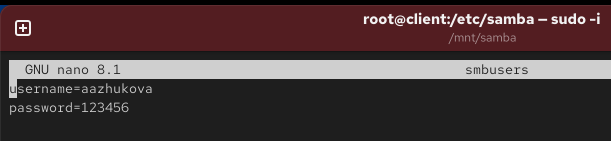 root@client:/etc/samba — sudo -i
/mnt/samba
GNU nano 8.1 smbusers
username=aazhukova
password=123456